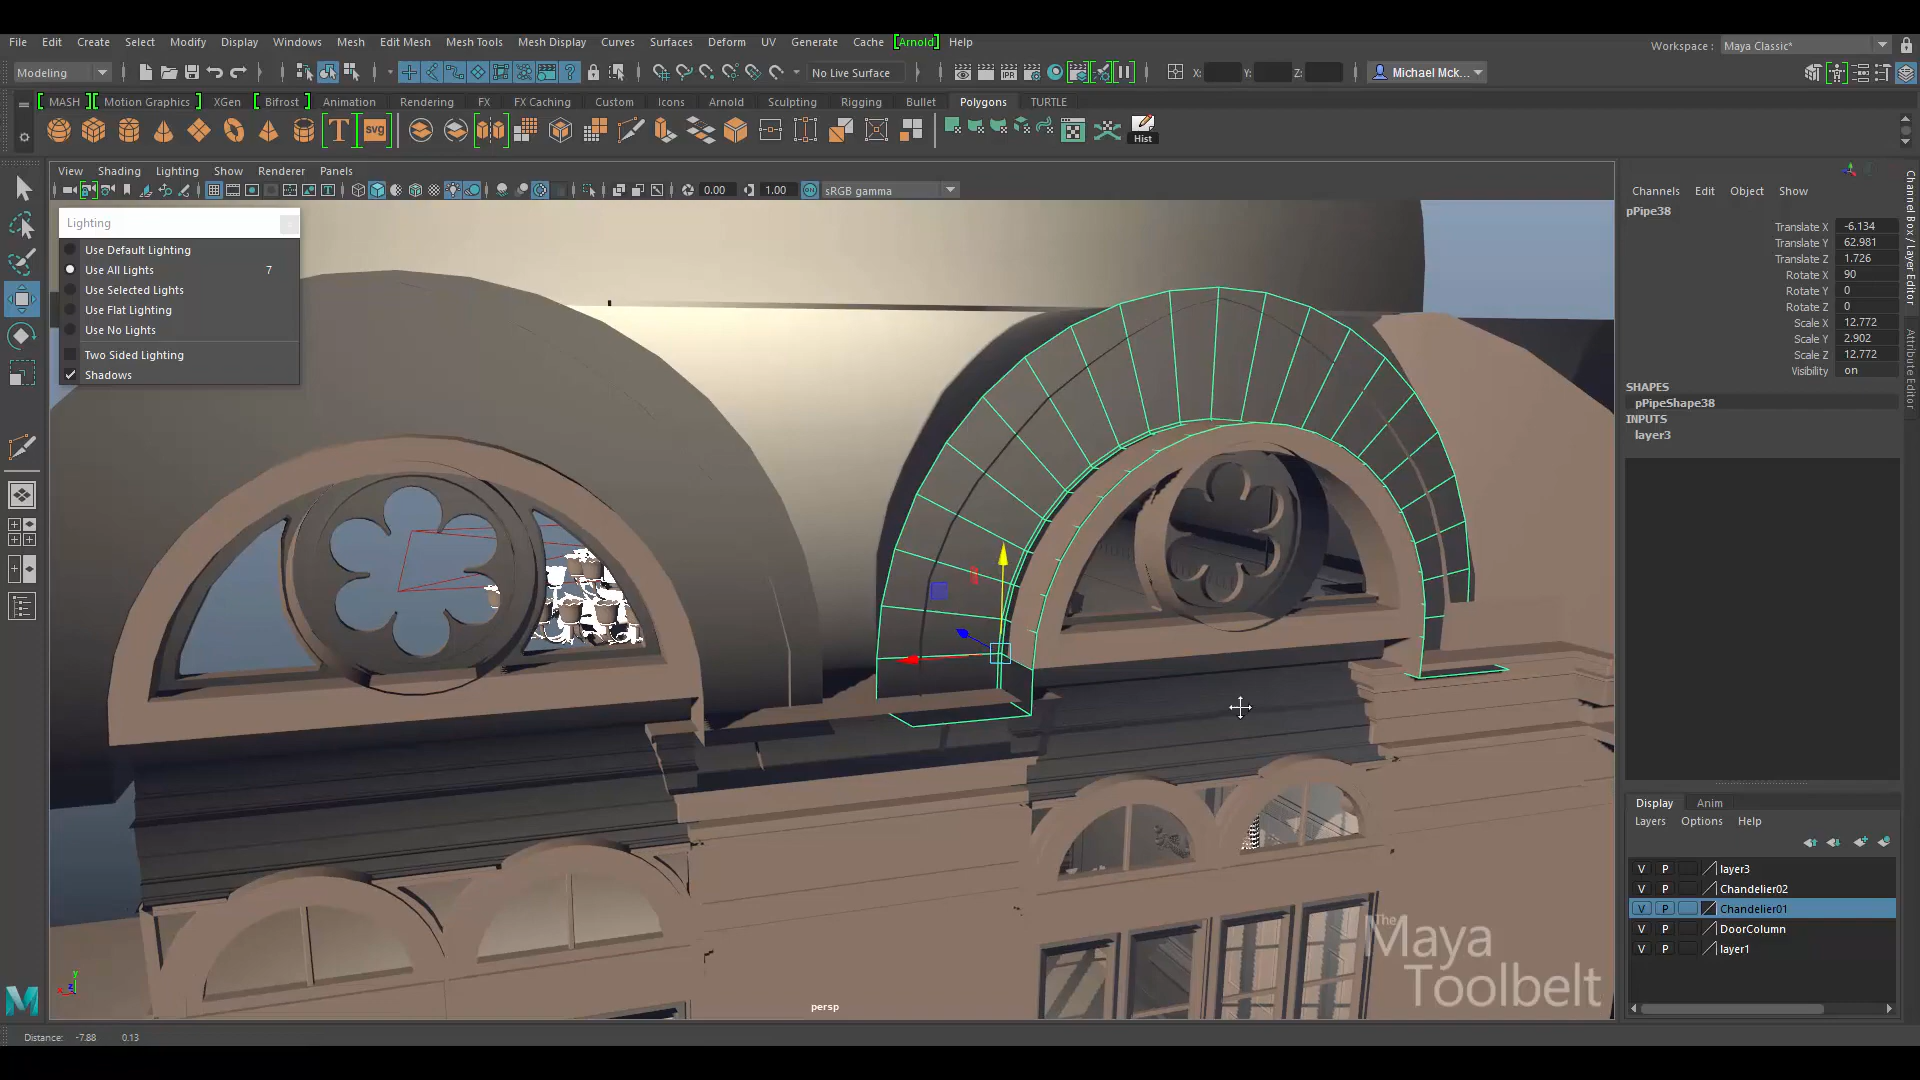 File Edit Create Select Modify Display Windows Mesh Edit Mesh Mesh Tools Mesh Display Curves Surfaces Deform UV Generate Cache [Arnold] Help
Workspace : Maya Classic*
Modeling
No Live Surface
X: Y: Z:
Michael Mck...
MASH Motion Graphics XGen Bifrost Animation Rendering FX FX Caching Custom Icons Arnold Sculpting Rigging Bullet Polygons TURTLE
T svg
Hist
View Shading Lighting Show Renderer Panels
0.00 1.00 sRGB gamma
Lighting
Use Default Lighting
Use All Lights 7
Use Selected Lights
Use Flat Lighting
Use No Lights
Two Sided Lighting
Shadows
Channels Edit Object Show
pPipe38
Translate X -6.134
Translate Y 62.981
Translate Z 1.726
Rotate X 90
Rotate Y 0
Rotate Z 0
Scale X 12.772
Scale Y 2.902
Scale Z 12.772
Visibility on
SHAPES
pPipeShape38
INPUTS
layer3
Channel Box / Layer Editor
Attribute Editor
Display Anim
Layers Options Help
V P layer3
V P Chandelier02
V P Chandelier01
V P DoorColumn
V P layer1
The
Maya
Toolbelt
persp
Distance: -7.88 0.13